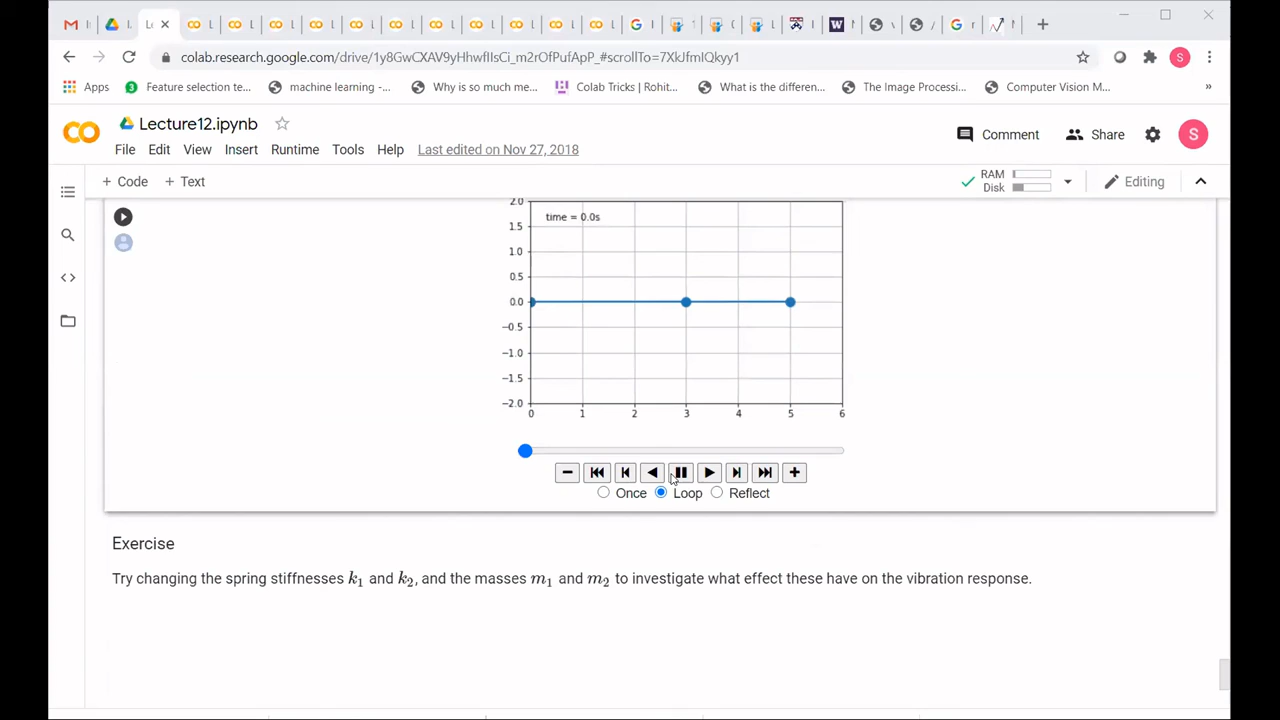 colab.research.google.com/drive/1y8GwCXAV9yHhwfIIsCi_m2rOfPufApP_#scrollTo=7XkJfmIQkyy1
S
Apps
3 Feature selection te...
machine learning -...
Why is so much me...
Colab Tricks | Rohit...
What is the differen...
The Image Processi...
Computer Vision M...
»
Lecture12.ipynb
Comment
Share
S
File Edit View Insert Runtime Tools Help Last edited on Nov 27, 2018
+ Code + Text
RAM
Disk
Editing
2.0
time = 0.0s
1.5
1.0
0.5
0.0
−0.5
−1.0
−1.5
−2.0
0 1 2 3 4 5 6
Once Loop Reflect
Exercise
Try changing the spring stiffnesses k₁ and k₂, and the masses m₁ and m₂ to investigate what effect these have on the vibration response.